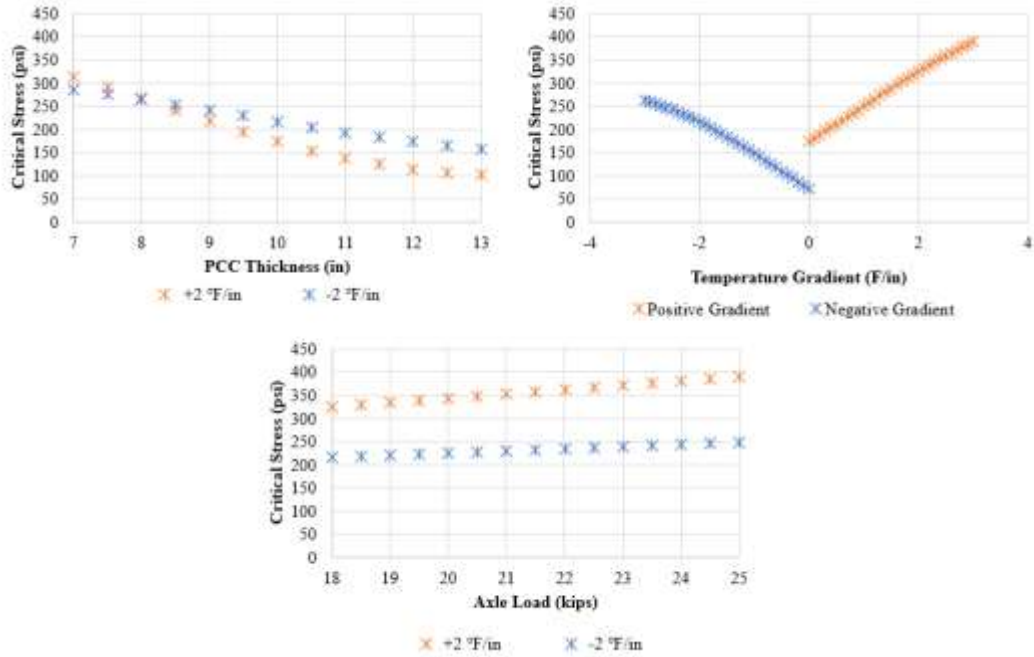 450
400
350
300
250
200
150
100
50
0
Critical Stress (psi)
7 8 9 10 11 12 13
PCC Thickness (in)
+2 °F/in -2 °F/in
450
400
350
300
250
200
150
100
50
0
Critical Stress (psi)
-4 -2 0 2 4
Temperature Gradient (F/in)
Positive Gradient Negative Gradient
450
400
350
300
250
200
150
100
50
0
Critical Stress (psi)
18 19 20 21 22 23 24 25
Axle Load (kips)
+2 °F/in -2 °F/in